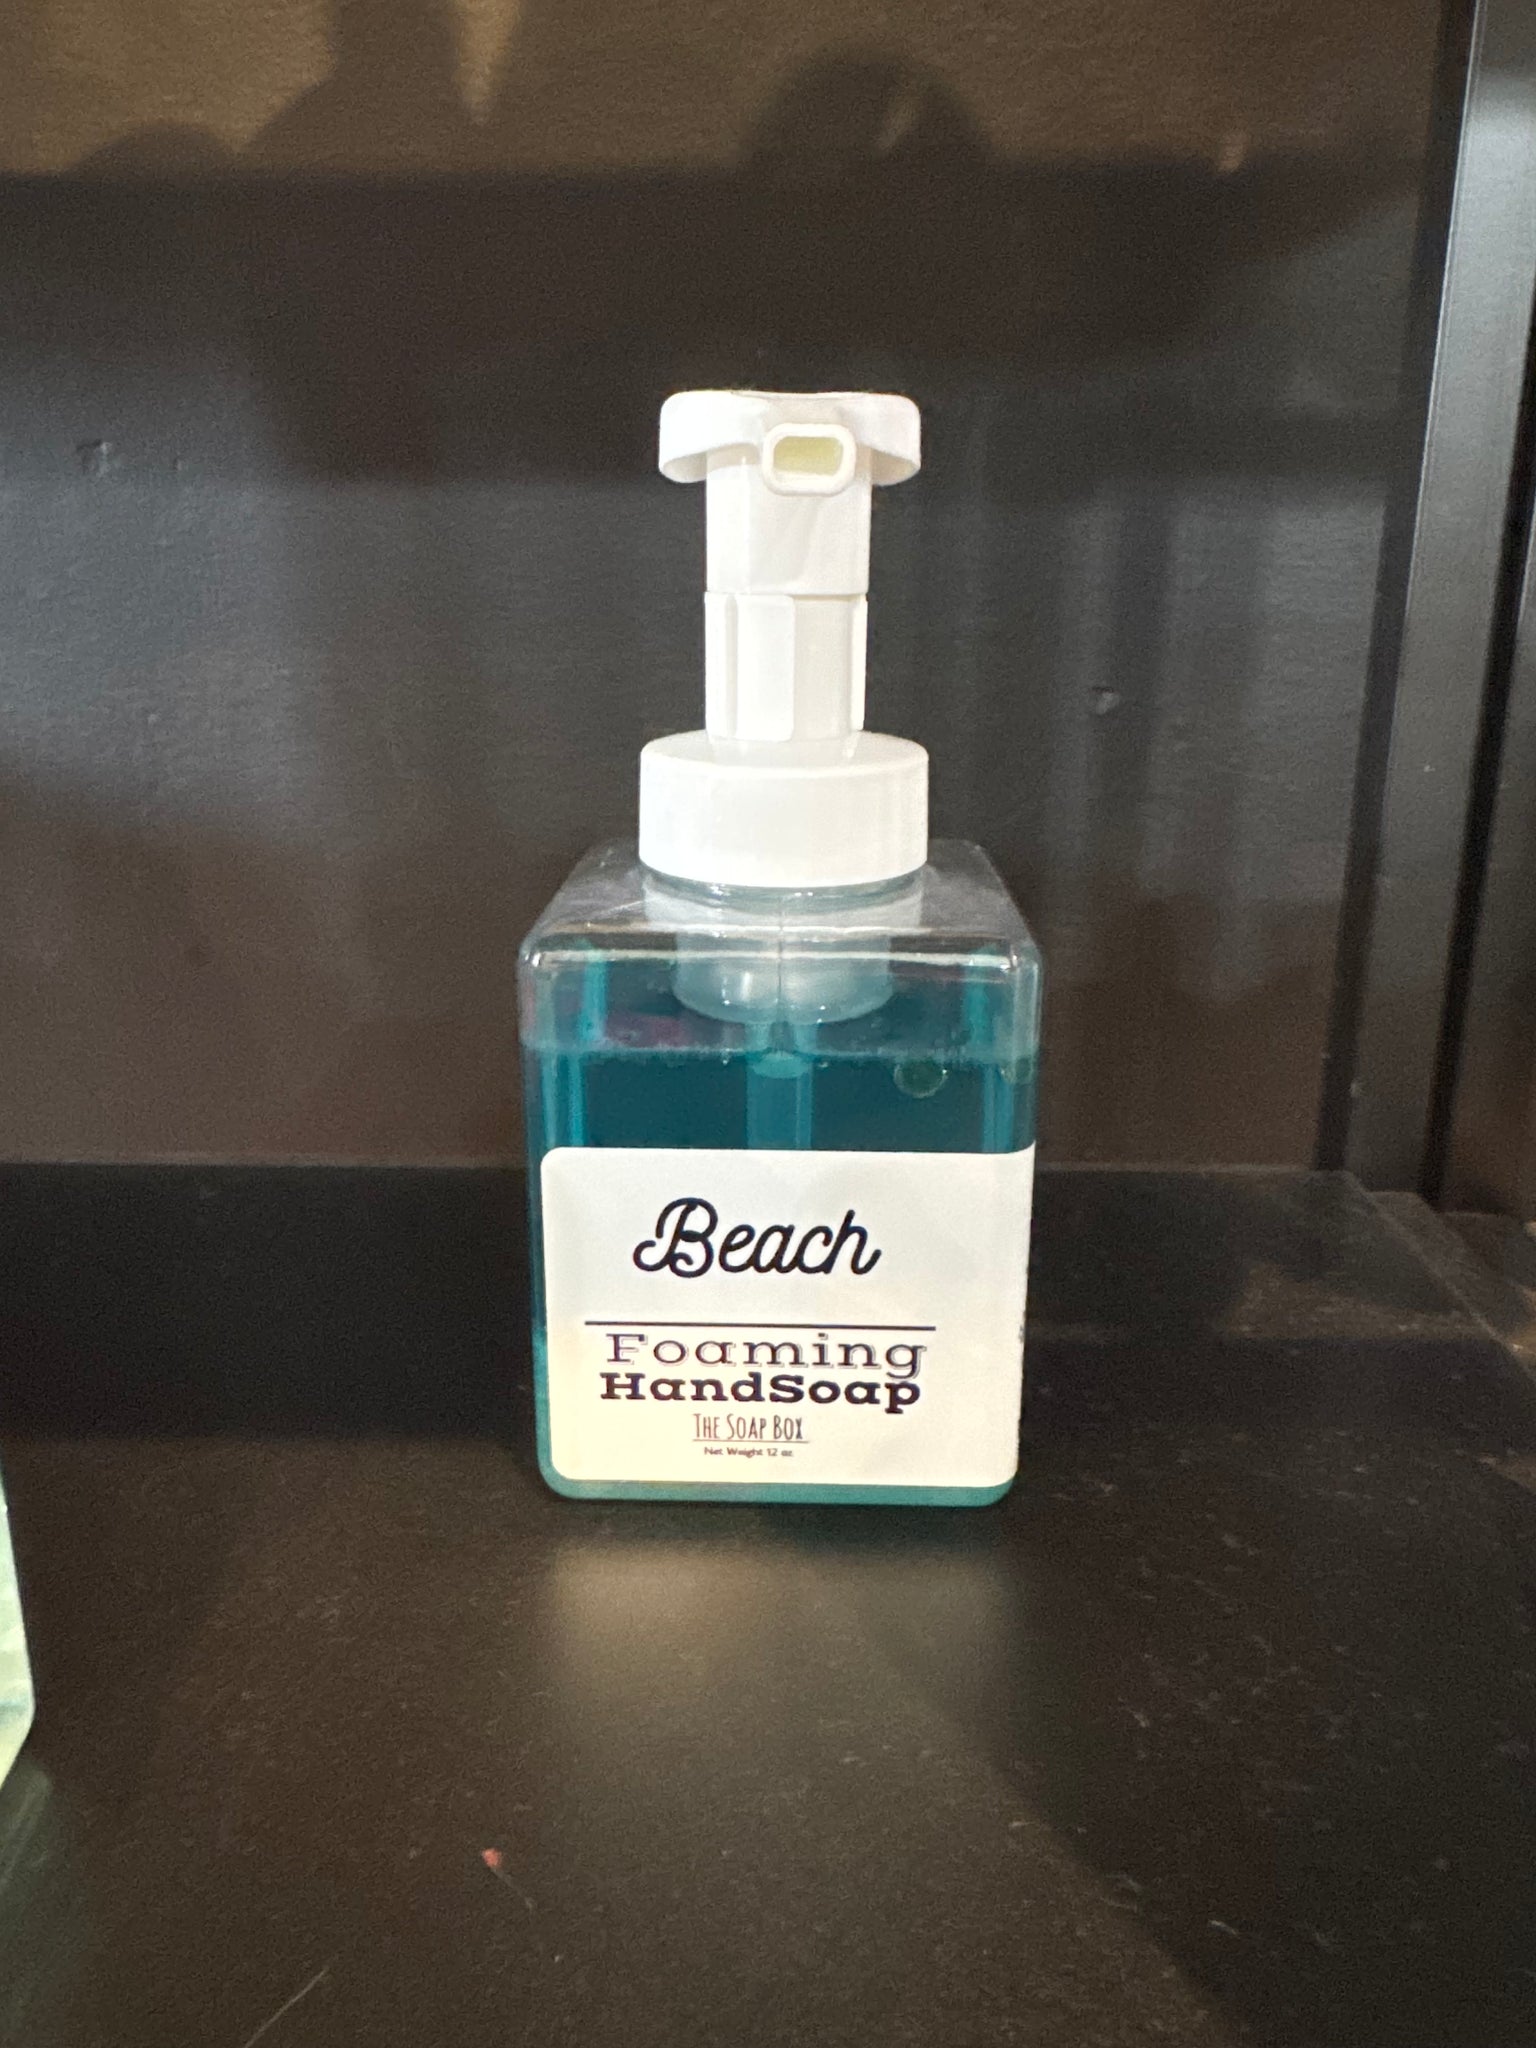 Beach
Foaming
HandSoap
THE SOAP BOX
Net Weight 12 oz.